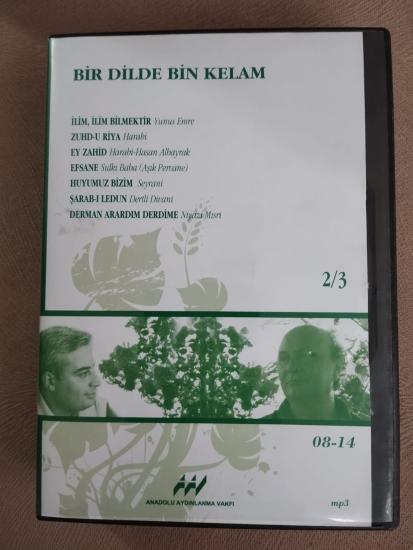 BİR DİLDE BİN KELAM
İLİM, İLİM BİLMEKTİR Yunus Emre
ZUHD-U RİYA Harabi
EY ZAHİD Harabi-Hasan Albayrak
EFSANE Sıdkı Baba (Aşık Pervane)
HUYUMUZ BİZİM Seyrani
ŞARAB-I LEDUN Dertli Divani
DERMAN ARARDIM DERDİME Niyazi Mısri
2/3
08-14
ANADOLU AYDINLANMA VAKFI
mp3